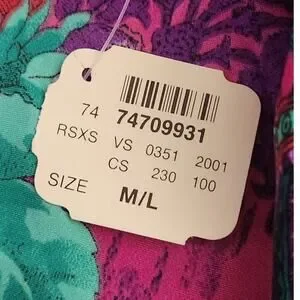 74 74709931
RSXS VS 0351 2001
CS 230 100
SIZE M/L